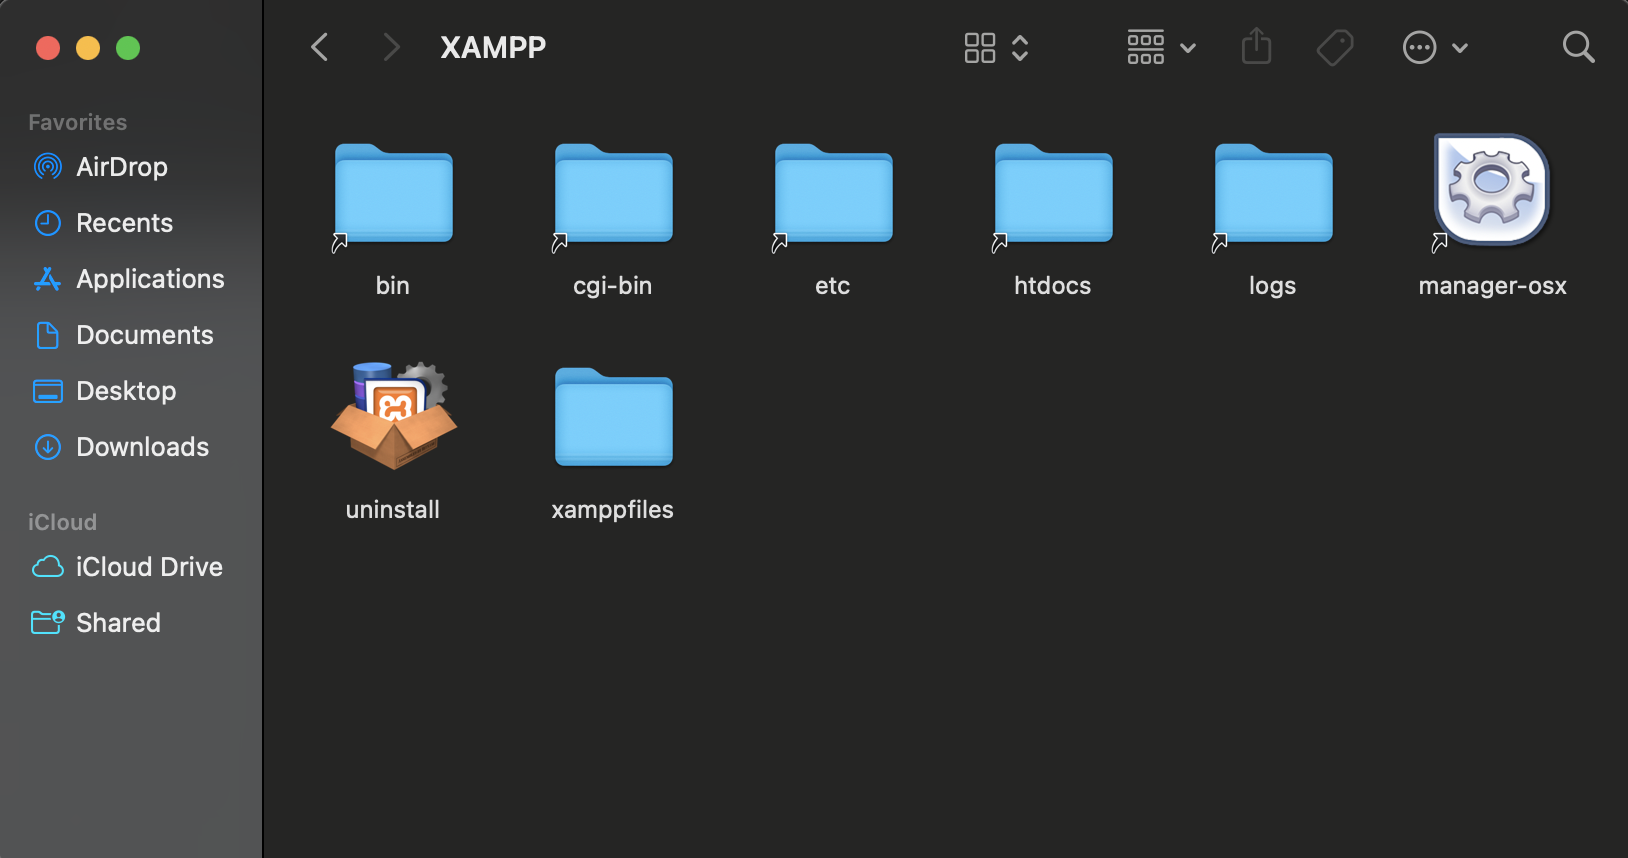 XAMPP
Favorites
AirDrop
Recents
Applications
Documents
Desktop
Downloads
iCloud
iCloud Drive
Shared
bin
cgi-bin
etc
htdocs
logs
manager-osx
uninstall
xamppfiles